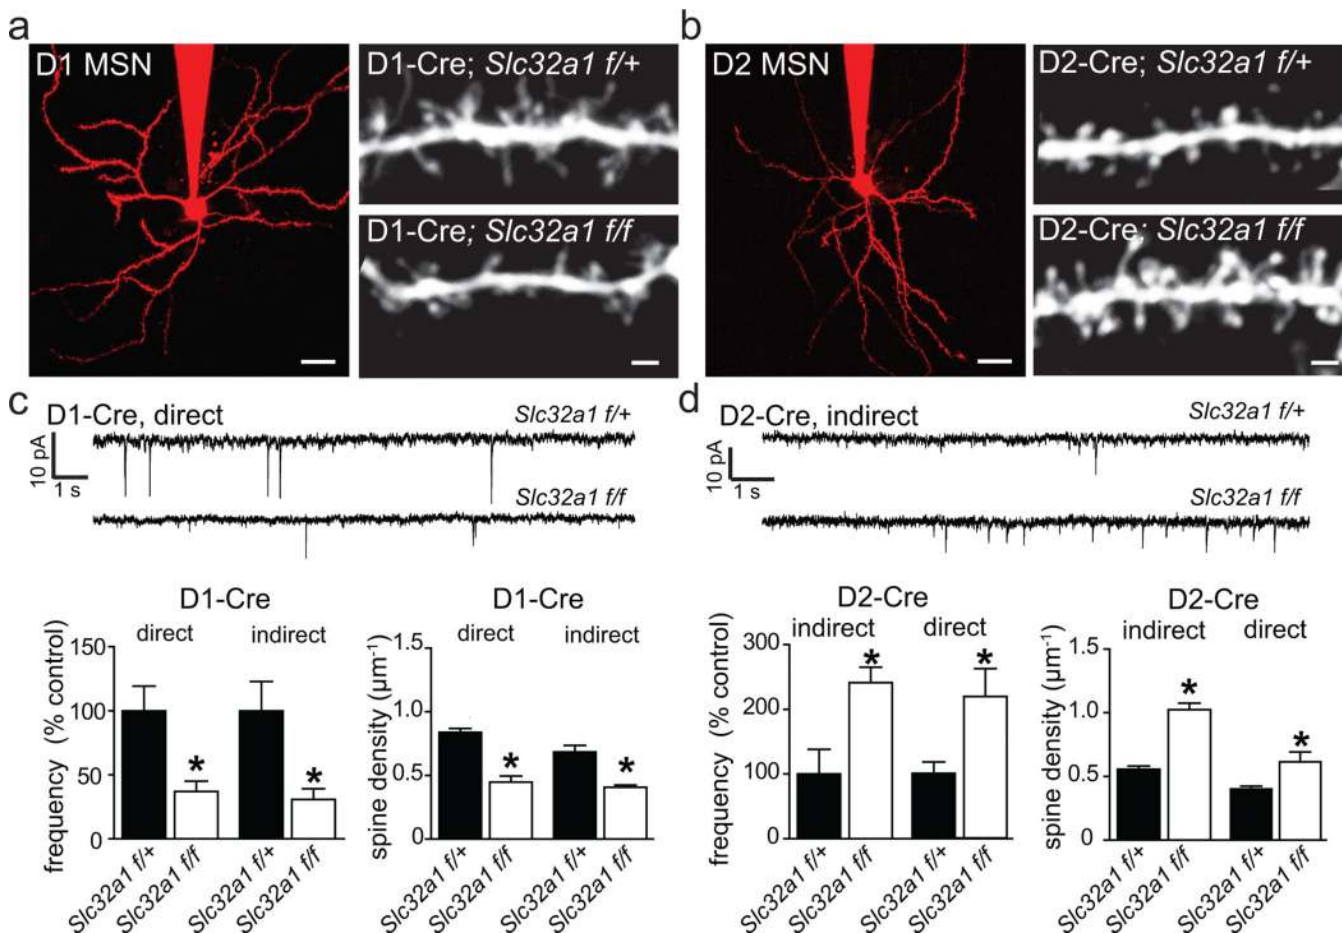 a
D1 MSN
D1-Cre; Slc32a1 f/+
D1-Cre; Slc32a1 f/f
b
D2 MSN
D2-Cre; Slc32a1 f/+
D2-Cre; Slc32a1 f/f
c
D1-Cre, direct
Slc32a1 f/+
10 pA
1 s
Slc32a1 f/f
d
D2-Cre, indirect
Slc32a1 f/+
10 pA
1 s
Slc32a1 f/f
D1-Cre
direct
indirect
frequency (% control)
150
100
50
0
*
*
Slc32a1 f/+
Slc32a1 f/f
Slc32a1 f/+
Slc32a1 f/f
D1-Cre
direct
indirect
spine density (µm⁻¹)
1.5
1.0
0.5
0
*
*
Slc32a1 f/+
Slc32a1 f/f
Slc32a1 f/+
Slc32a1 f/f
D2-Cre
indirect
direct
frequency (% control)
300
200
100
0
*
*
Slc32a1 f/+
Slc32a1 f/f
Slc32a1 f/+
Slc32a1 f/f
D2-Cre
indirect
direct
spine density (µm⁻¹)
1.5
1.0
0.5
0
*
*
Slc32a1 f/+
Slc32a1 f/f
Slc32a1 f/+
Slc32a1 f/f